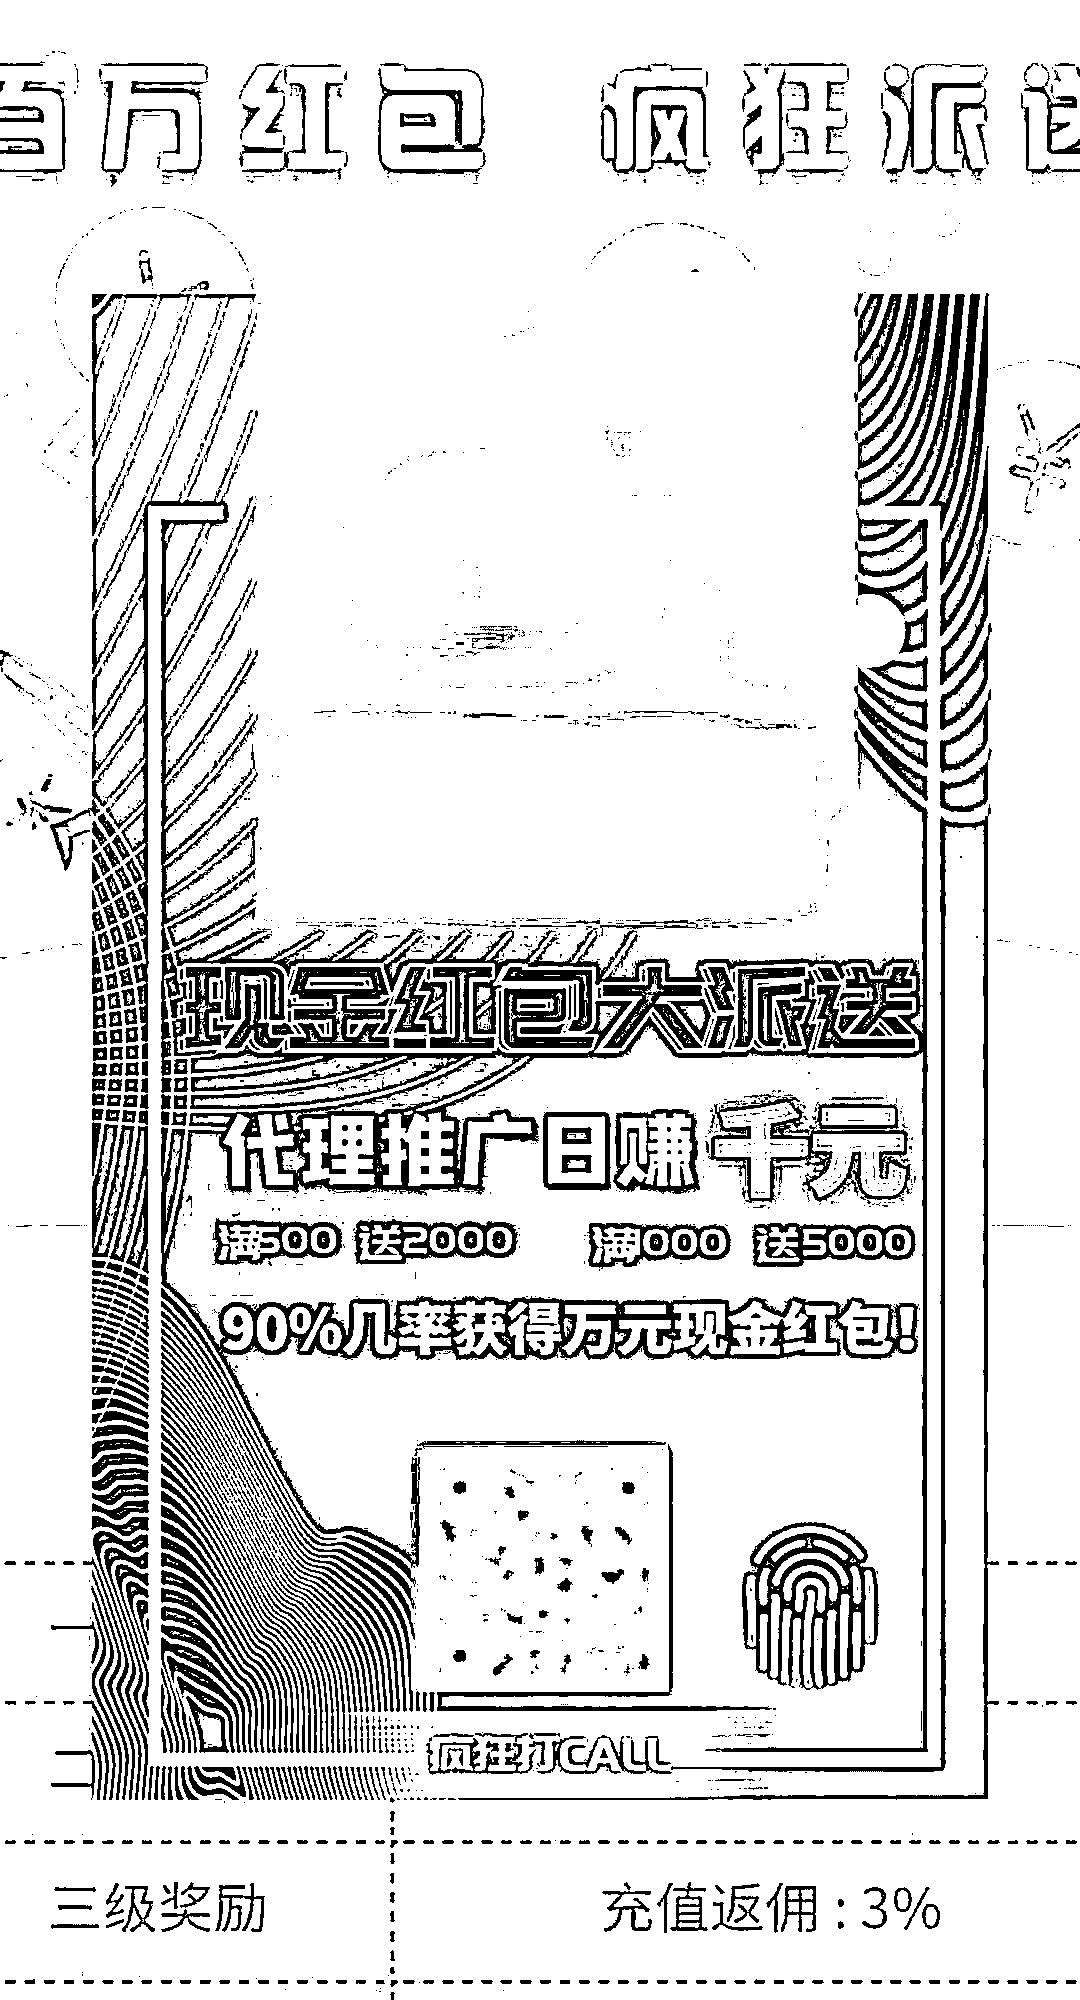 百万红包 疯狂派送
现金红包大派送
代理推广日赚千元
满500 送2000 满1000 送5000
90%几率获得万元现金红包!
疯狂打CALL
三级奖励 充值返佣:3%